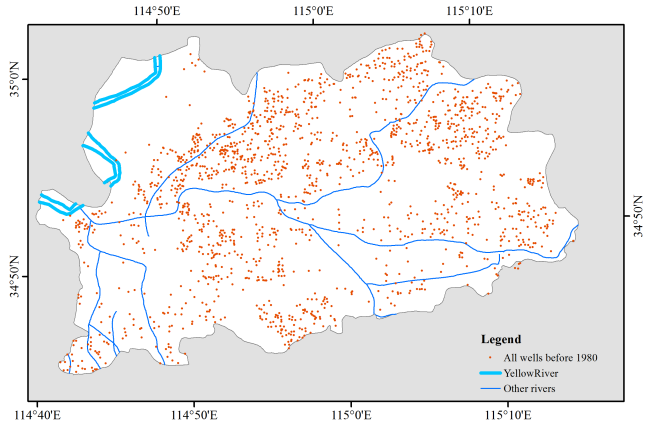 114°50'E 115°0'E 115°10'E
35°0'N
34°50'N
34°50'N
Legend
All wells before 1980
YellowRiver
Other rivers
114°40'E 114°50'E 115°0'E 115°10'E